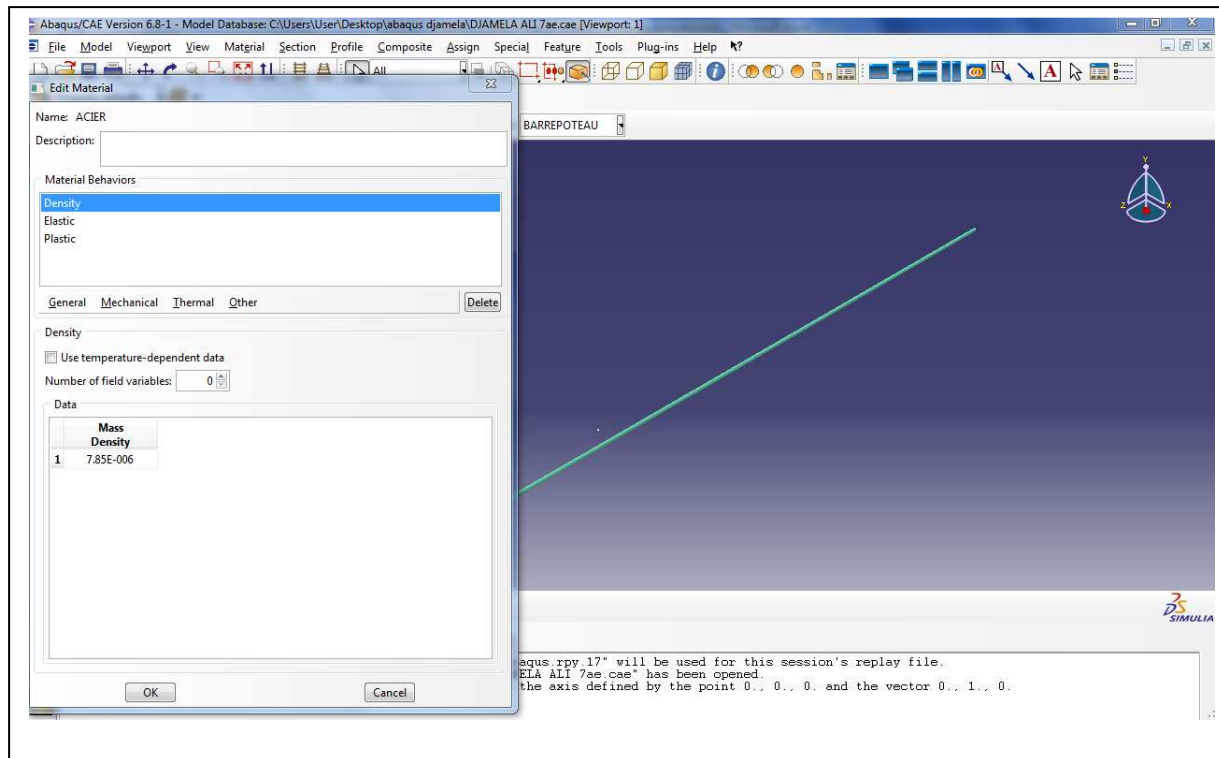 Abaqus/CAE Version 6.8-1 - Model Database: C:\Users\User\Desktop\abaqus djamela\DJAMELA ALI 7ae.cae [Viewport: 1]
File Model Viewport View Material Section Profile Composite Assign Special Feature Tools Plug-ins Help
All
A
Edit Material
Name: ACIER
BARREPOTEAU
Description:
Material Behaviors
Density
Elastic
Plastic
General Mechanical Thermal Other Delete
Density
Use temperature-dependent data
Number of field variables: 0
Data
Mass
Density
1 7.85E-006
OK Cancel
Y
Z X
DS
SIMULIA
aqus.rpy.17" will be used for this session's replay file.
ELA ALI 7ae.cae" has been opened.
the axis defined by the point 0., 0., 0. and the vector 0., 1., 0.